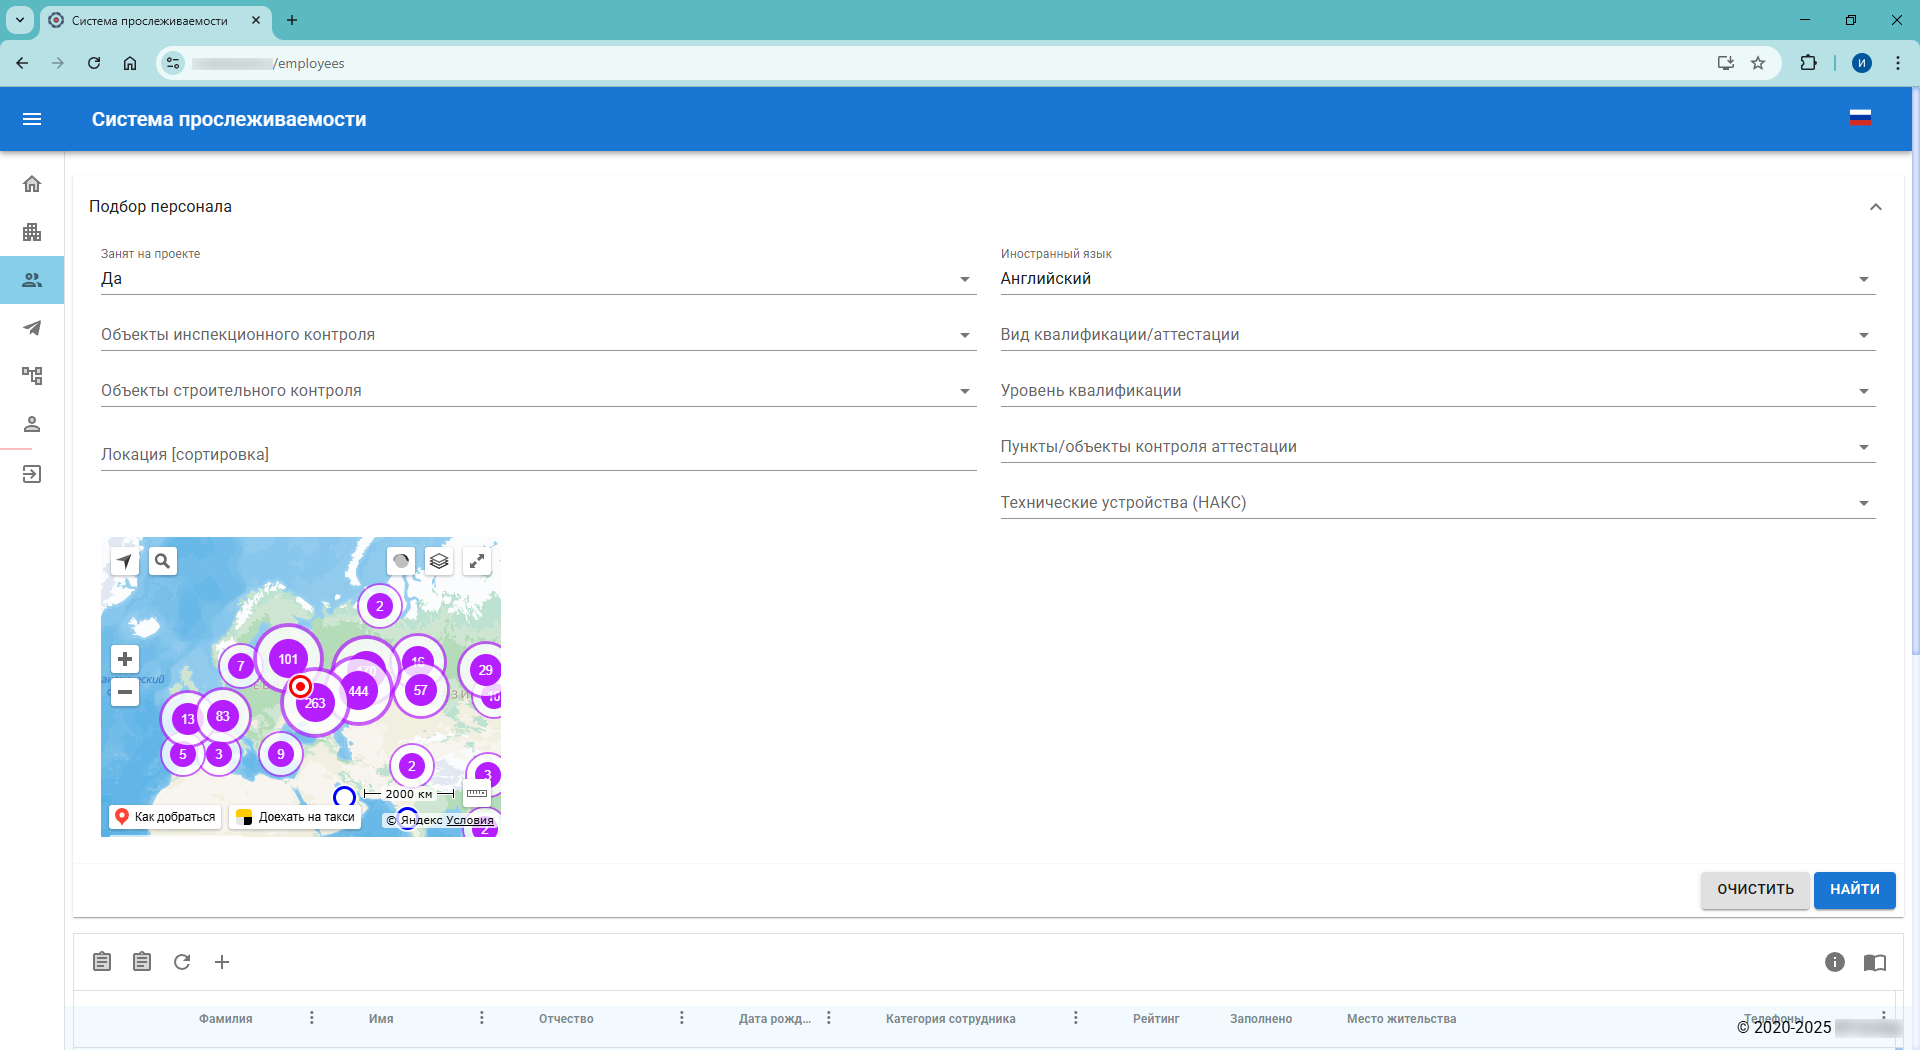 Система прослеживаемости
/employees
И
Система прослеживаемости
Подбор персонала
Занят на проекте
Да
Иностранный язык
Английский
Объекты инспекционного контроля
Вид квалификации/аттестации
Объекты строительного контроля
Уровень квалификации
Пункты/объекты контроля аттестации
Локация [сортировка]
Технические устройства (НАКС)
2
101
7
16
29
444
57
263
13
83
5
3
9
2
3
2000 км
Как добраться
Доехать на такси
© Яндекс Условия
2
ОЧИСТИТЬ
НАЙТИ
Фамилия
Имя
Отчество
Дата рожд...
Категория сотрудника
Рейтинг
Заполнено
Место жительства
Телефоны
© 2020-2025